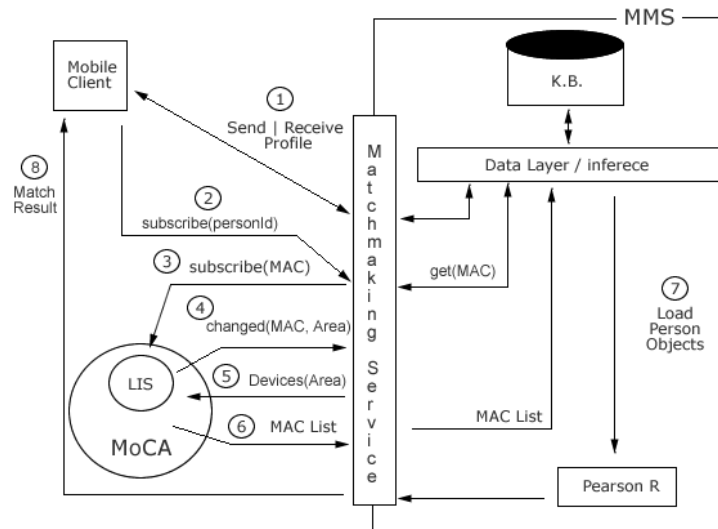 MMS
Mobile
Client
K.B.
1
Send | Receive
Profile
Data Layer / inferece
8
Match
Result
2
subscribe(personId)
3 subscribe(MAC)
get(MAC)
4
changed(MAC, Area)
7
Load
Person
Objects
5 Devices(Area)
LIS
MoCA
6 MAC List
MAC List
Matchmaking Service
Pearson R